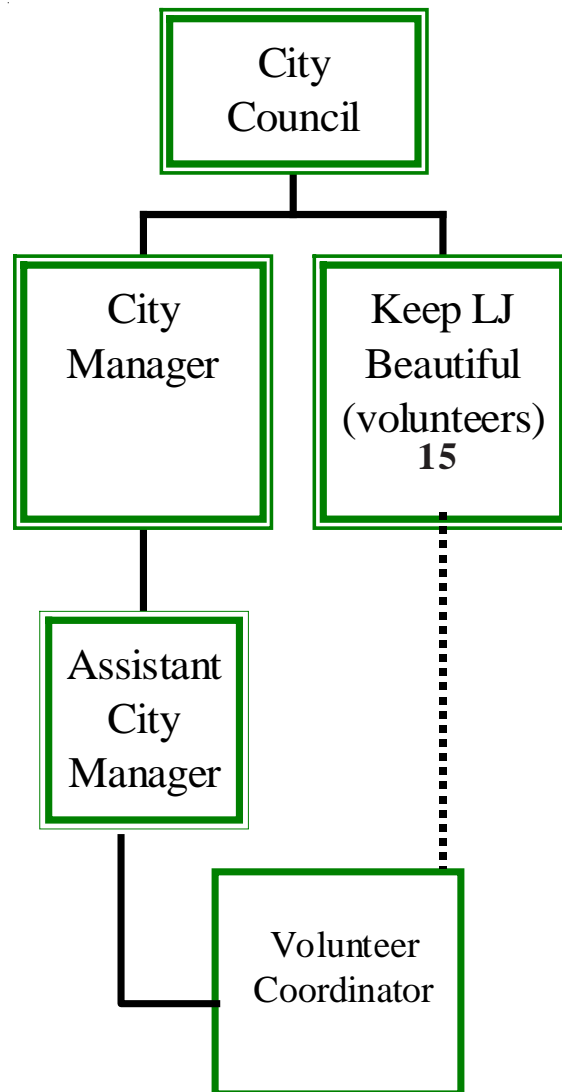 City
Council
City
Manager
Keep LJ
Beautiful
(volunteers)
15
Assistant
City
Manager
Volunteer
Coordinator